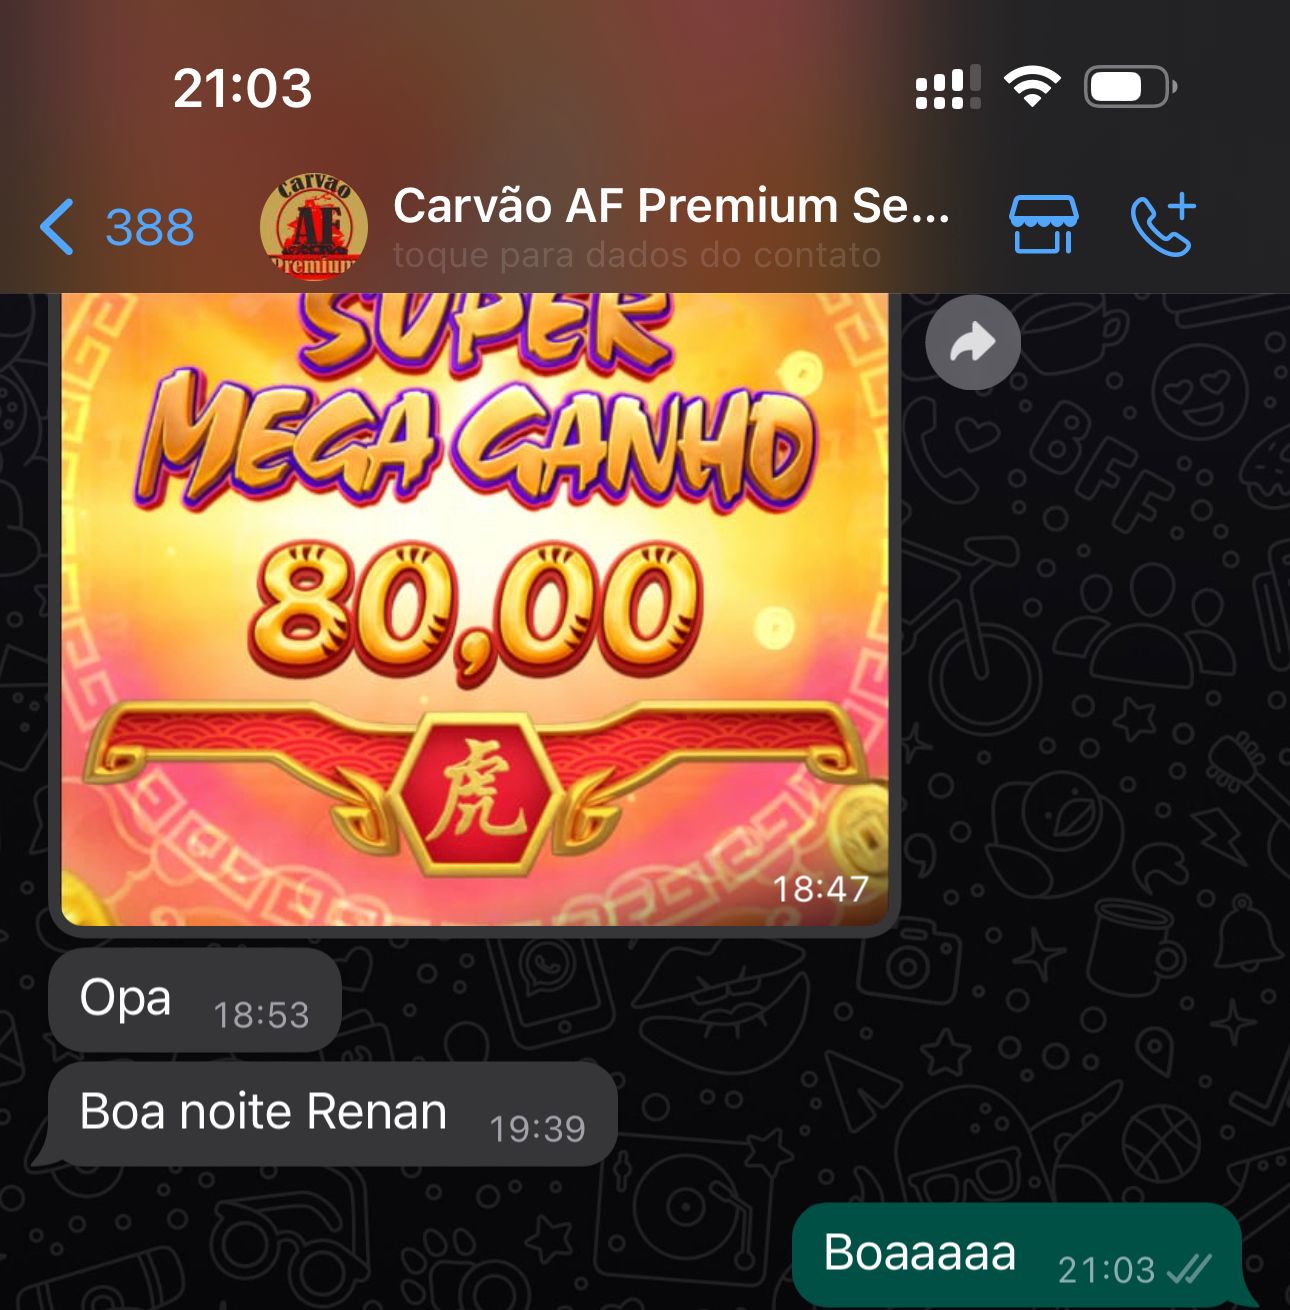 21:03
388
Carvão AF Premium Se...
toque para dados do contato
Carvão
AF
Premium
SUPER
MEGA GANHO
80,00
虎
18:47
Opa 18:53
Boa noite Renan 19:39
Boaaaaa 21:03
BFF